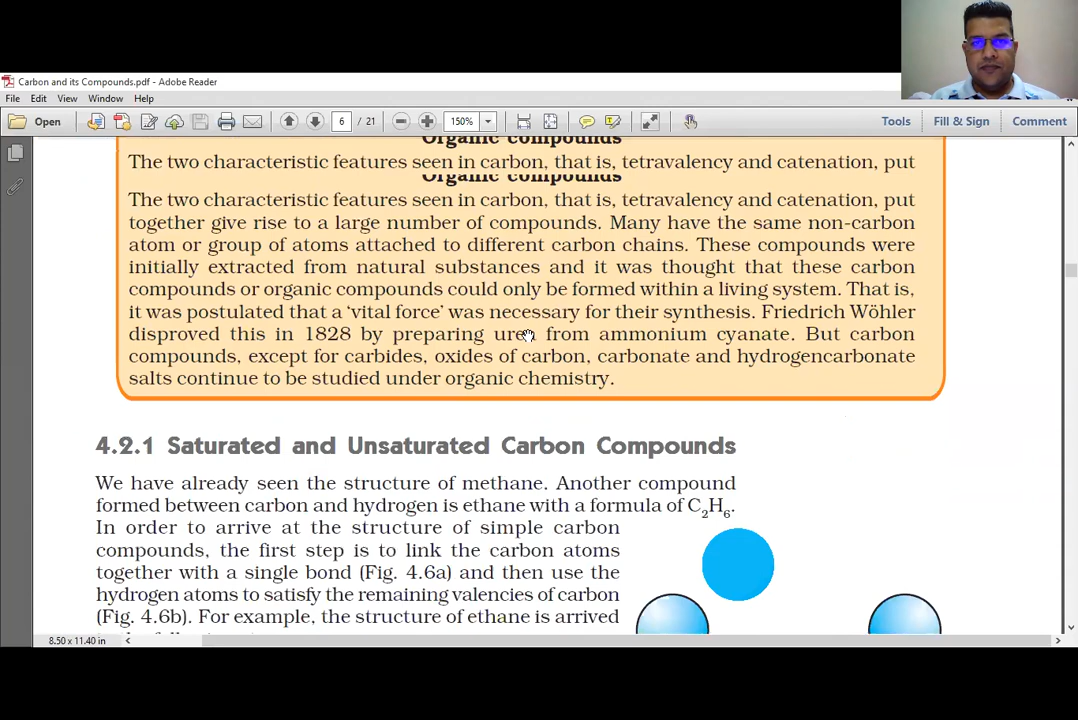 Carbon and its Compounds.pdf - Adobe Reader
File Edit View Window Help
Open 6 / 21 150% Tools Fill & Sign Comment
Organic compounds
The two characteristic features seen in carbon, that is, tetravalency and catenation, put
Organic compounds
The two characteristic features seen in carbon, that is, tetravalency and catenation, put
together give rise to a large number of compounds. Many have the same non-carbon
atom or group of atoms attached to different carbon chains. These compounds were
initially extracted from natural substances and it was thought that these carbon
compounds or organic compounds could only be formed within a living system. That is,
it was postulated that a ‘vital force’ was necessary for their synthesis. Friedrich Wöhler
disproved this in 1828 by preparing urea from ammonium cyanate. But carbon
compounds, except for carbides, oxides of carbon, carbonate and hydrogencarbonate
salts continue to be studied under organic chemistry.
4.2.1 Saturated and Unsaturated Carbon Compounds
We have already seen the structure of methane. Another compound
formed between carbon and hydrogen is ethane with a formula of C₂H₆.
In order to arrive at the structure of simple carbon
compounds, the first step is to link the carbon atoms
together with a single bond (Fig. 4.6a) and then use the
hydrogen atoms to satisfy the remaining valencies of carbon
(Fig. 4.6b). For example, the structure of ethane is arrived
8.50 x 11.40 in